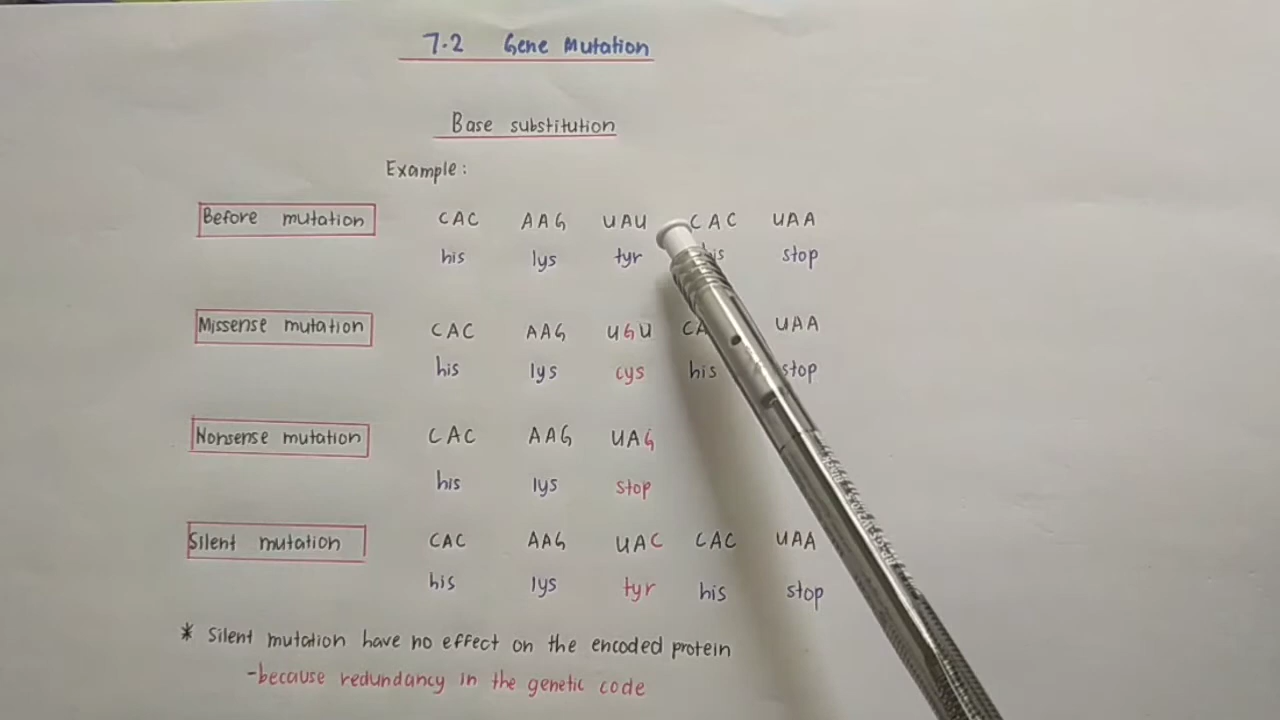 7.2 Gene Mutation
Base substitution
Example:
Before mutation CAC AAG UAU CAC UAA
his lys tyr his stop
Missense mutation CAC AAG UGU UAA
his lys cys his stop
Nonsense mutation CAC AAG UAG
his lys stop
Silent mutation CAC AAG UAC CAC UAA
his lys tyr his stop
* Silent mutation have no effect on the encoded protein
-because redundancy in the genetic code